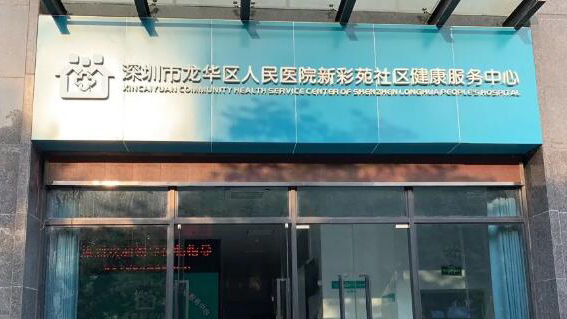 深圳市龙华区人民医院新彩苑社区健康服务中心
XINCAIYUAN COMMUNITY HEALTH SERVICE CENTER OF SHENZHEN LONGHUA PEOPLE'S HOSPITAL